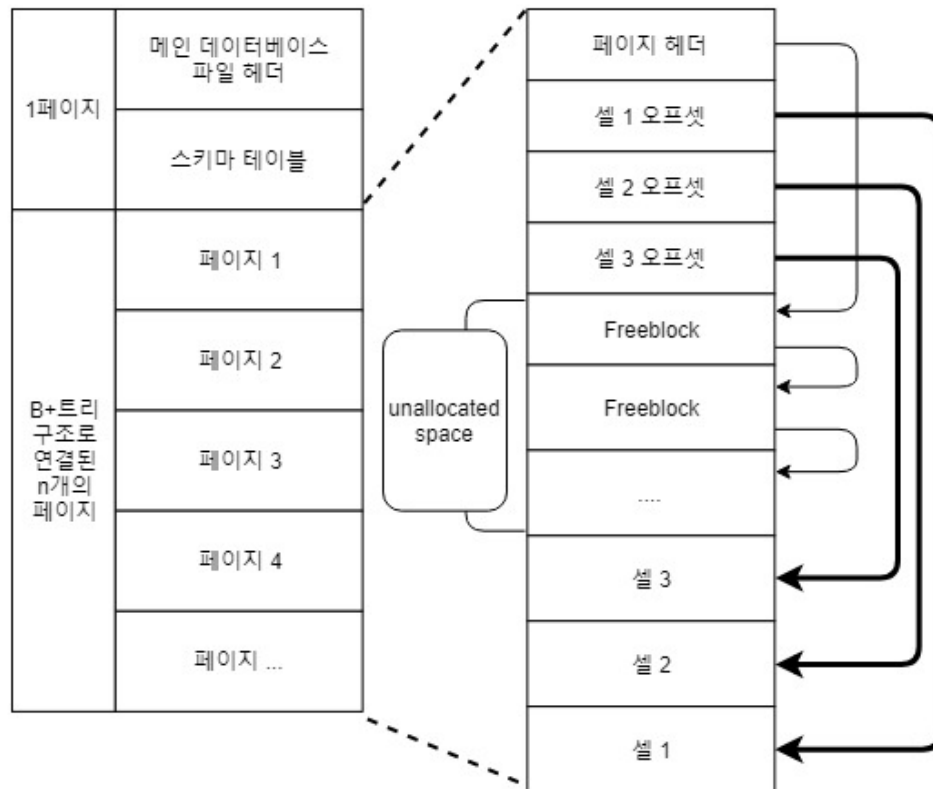 1페이지
메인 데이터베이스
파일 헤더
스키마 테이블
B+트리
구조로
연결된
n개의
페이지
페이지 1
페이지 2
페이지 3
페이지 4
페이지 ...
unallocated
space
페이지 헤더
셀 1 오프셋
셀 2 오프셋
셀 3 오프셋
Freeblock
Freeblock
....
셀 3
셀 2
셀 1